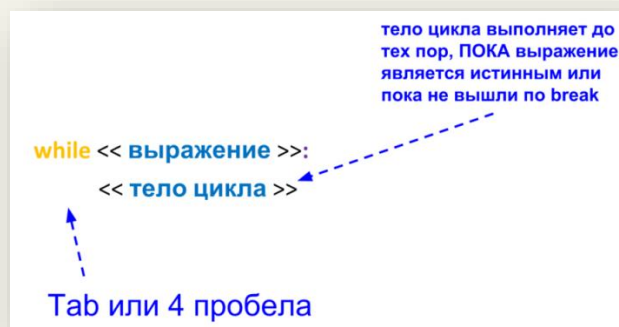 тело цикла выполняет до
тех пор, ПОКА выражение
является истинным или
пока не вышли по break
while << выражение >>:
<< тело цикла >>
Tab или 4 пробела